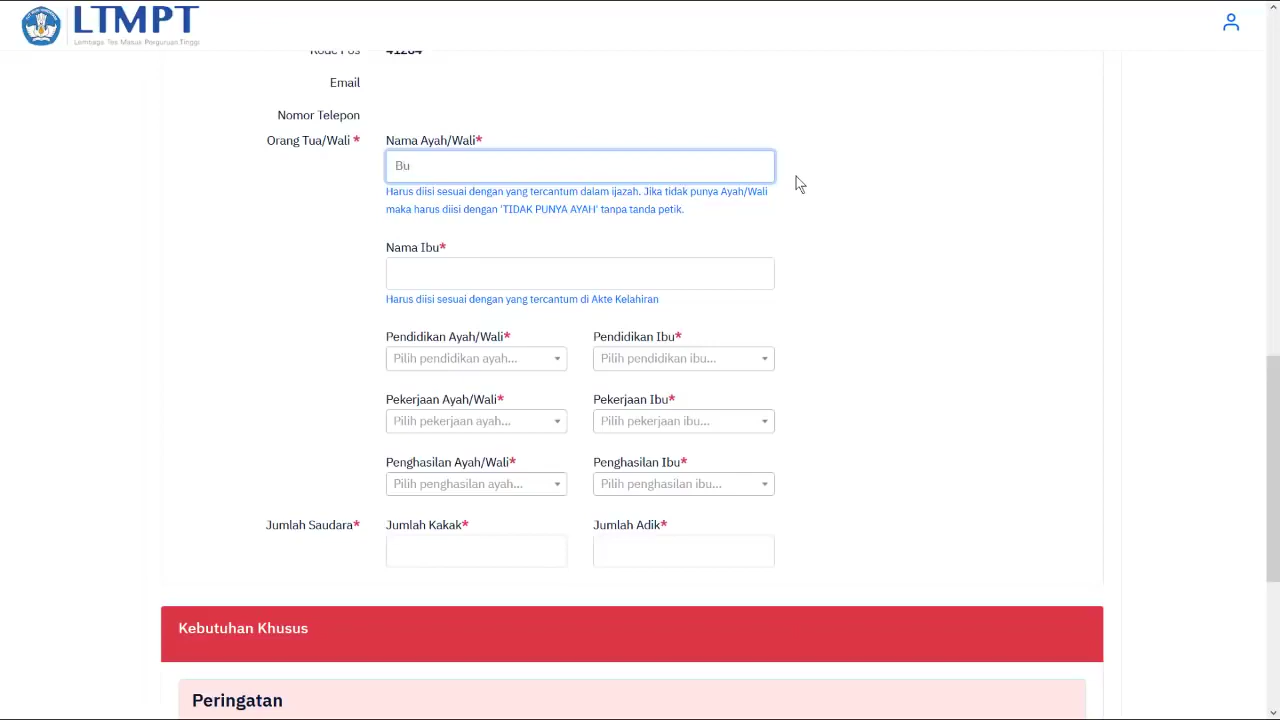 LTMPT
Lembaga Tes Masuk Perguruan Tinggi
Kode Pos 41264
Email
Nomor Telepon
Orang Tua/Wali *
Nama Ayah/Wali*
Bu
Harus diisi sesuai dengan yang tercantum dalam ijazah. Jika tidak punya Ayah/Wali
maka harus diisi dengan 'TIDAK PUNYA AYAH' tanpa tanda petik.
Nama Ibu*
Harus diisi sesuai dengan yang tercantum di Akte Kelahiran
Pendidikan Ayah/Wali* Pendidikan Ibu*
Pilih pendidikan ayah... Pilih pendidikan ibu...
Pekerjaan Ayah/Wali* Pekerjaan Ibu*
Pilih pekerjaan ayah... Pilih pekerjaan ibu...
Penghasilan Ayah/Wali* Penghasilan Ibu*
Pilih penghasilan ayah... Pilih penghasilan ibu...
Jumlah Saudara* Jumlah Kakak* Jumlah Adik*
Kebutuhan Khusus
Peringatan